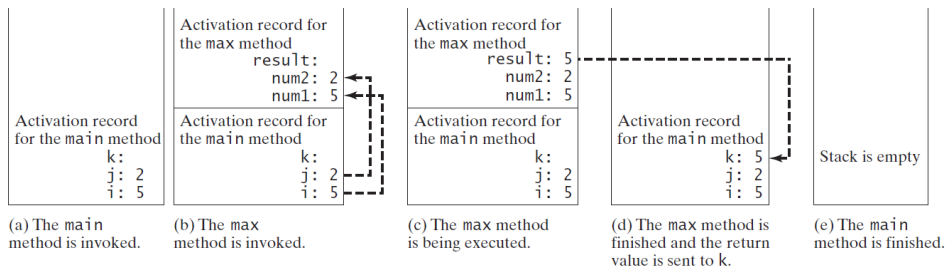 Activation record
for the main method
k:
j: 2
i: 5
(a) The main
method is invoked.
Activation record for
the max method
result:
num2: 2
num1: 5
Activation record for
the main method
k:
j: 2
i: 5
(b) The max
method is invoked.
Activation record for
the max method
result: 5
num2: 2
num1: 5
Activation record for
the main method
k:
j: 2
i: 5
(c) The max method
is being executed.
Activation record
for the main method
k: 5
j: 2
i: 5
(d) The max method is
finished and the return
value is sent to k.
Stack is empty
(e) The main
method is finished.